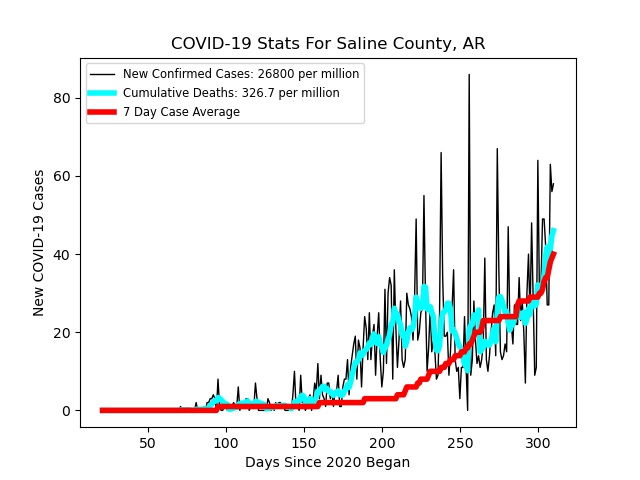 COVID-19 Stats For Saline County, AR
New Confirmed Cases: 26800 per million
Cumulative Deaths: 326.7 per million
7 Day Case Average
New COVID-19 Cases
80
60
40
20
0
50 100 150 200 250 300
Days Since 2020 Began